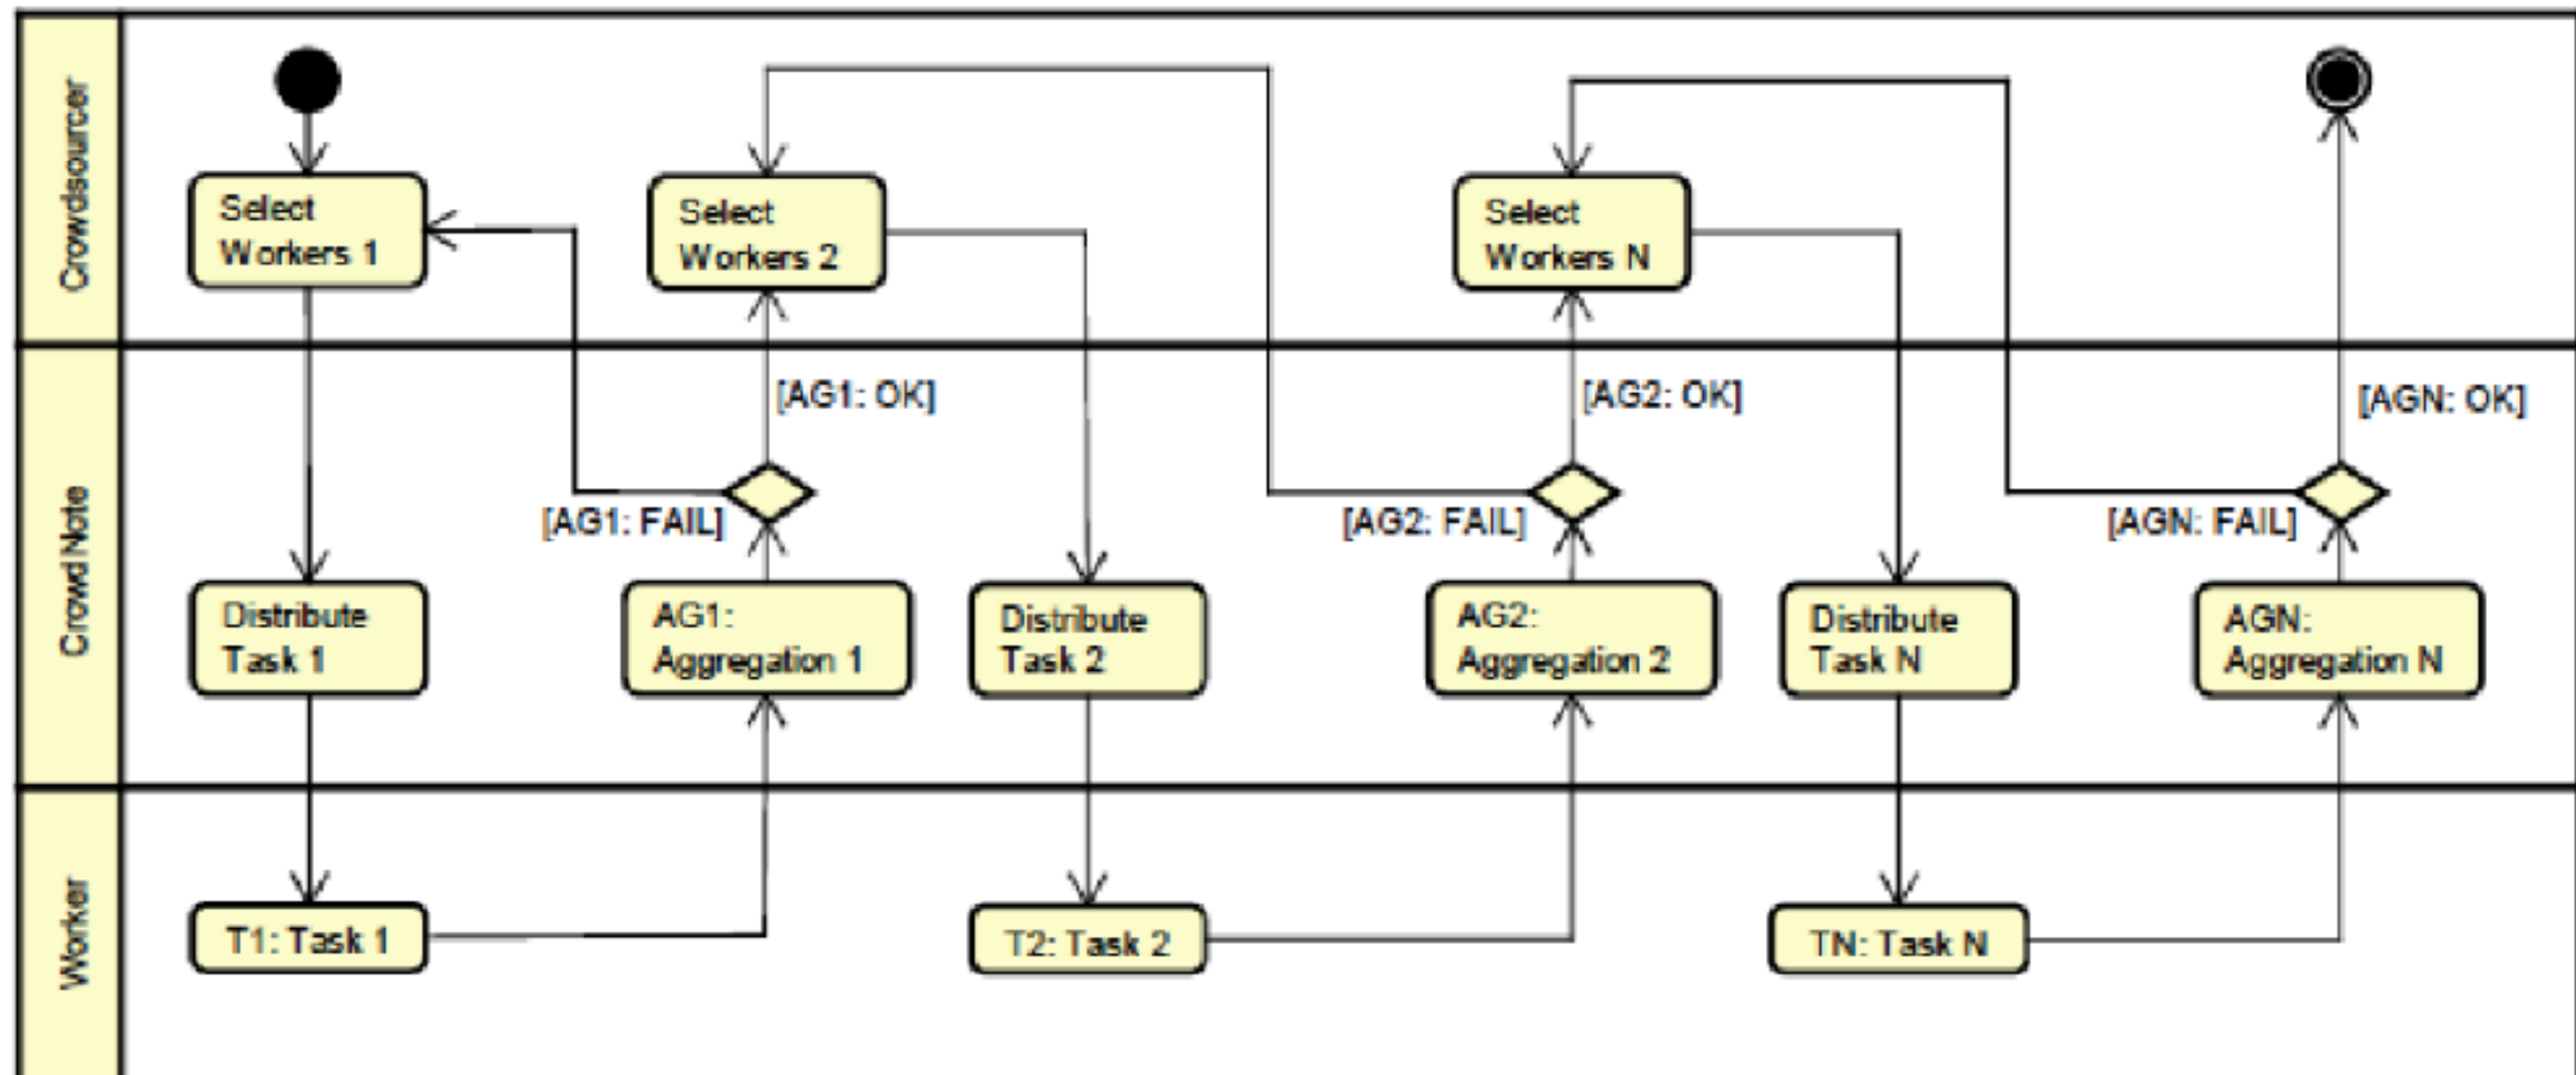 Crowdsourcer
Select
Workers 1
Select
Workers 2
Select
Workers N
Crowd Note
[AG1: OK]
[AG2: OK]
[AGN: OK]
[AG1: FAIL]
[AG2: FAIL]
[AGN: FAIL]
Distribute
Task 1
AG1:
Aggregation 1
Distribute
Task 2
AG2:
Aggregation 2
Distribute
Task N
AGN:
Aggregation N
Worker
T1: Task 1
T2: Task 2
TN: Task N